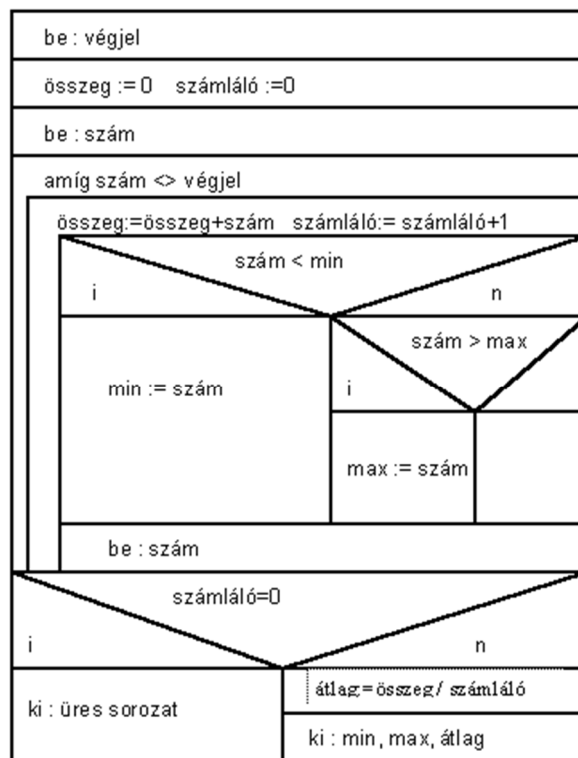 be : végjel
összeg := 0 számláló :=0
be : szám
amíg szám <> végjel
összeg:=összeg+szám számláló:= számláló+1
szám < min
i n
szám > max
i
min := szám
max := szám
be : szám
számláló=0
i n
ki : üres sorozat
átlag=összeg/ számláló
ki : min, max, átlag